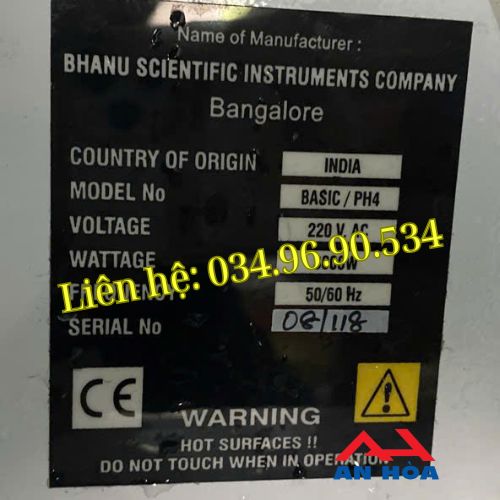 Name of Manufacturer :
BHANU SCIENTIFIC INSTRUMENTS COMPANY
Bangalore
COUNTRY OF ORIGIN INDIA
MODEL No BASIC / PH4
VOLTAGE 220 V. AC
WATTAGE
Liên hệ: 034.96.90.534
50/60 Hz
SERIAL No 08/118
CE
WARNING
HOT SURFACES !!
DO NOT TOUCH WHEN IN OPERATION
AN HÒA